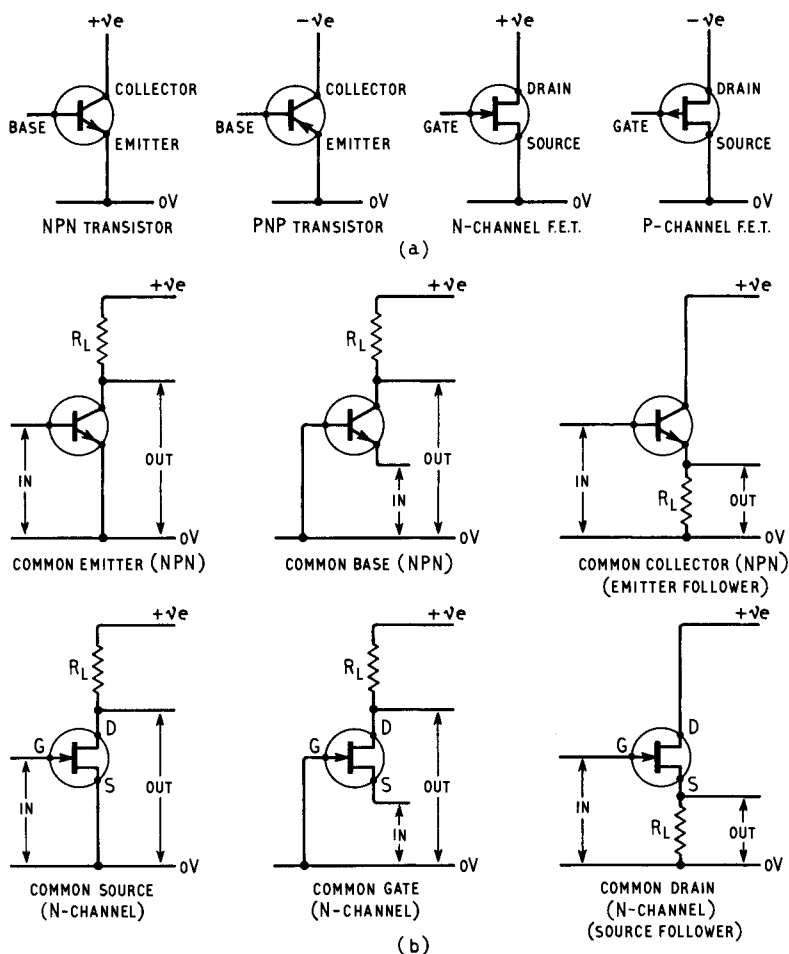 +ve
-ve
+ve
-ve
COLLECTOR
COLLECTOR
DRAIN
DRAIN
BASE
BASE
GATE
GATE
EMITTER
EMITTER
SOURCE
SOURCE
0V
0V
0V
0V
NPN TRANSISTOR
PNP TRANSISTOR
N-CHANNEL F.E.T.
P-CHANNEL F.E.T.
(a)
+ve
+ve
+ve
RL
RL
IN
OUT
OUT
IN
IN
RL
OUT
0V
0V
0V
COMMON EMITTER (NPN)
COMMON BASE (NPN)
COMMON COLLECTOR (NPN)
(EMITTER FOLLOWER)
+ve
+ve
+ve
RL
RL
D
D
D
G
G
G
S
S
S
IN
OUT
OUT
IN
IN
RL
OUT
0V
0V
0V
COMMON SOURCE
(N-CHANNEL)
COMMON GATE
(N-CHANNEL)
COMMON DRAIN
(N-CHANNEL)
(SOURCE FOLLOWER)
(b)